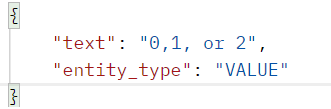 {
"text": "0,1, or 2",
"entity_type": "VALUE"
}